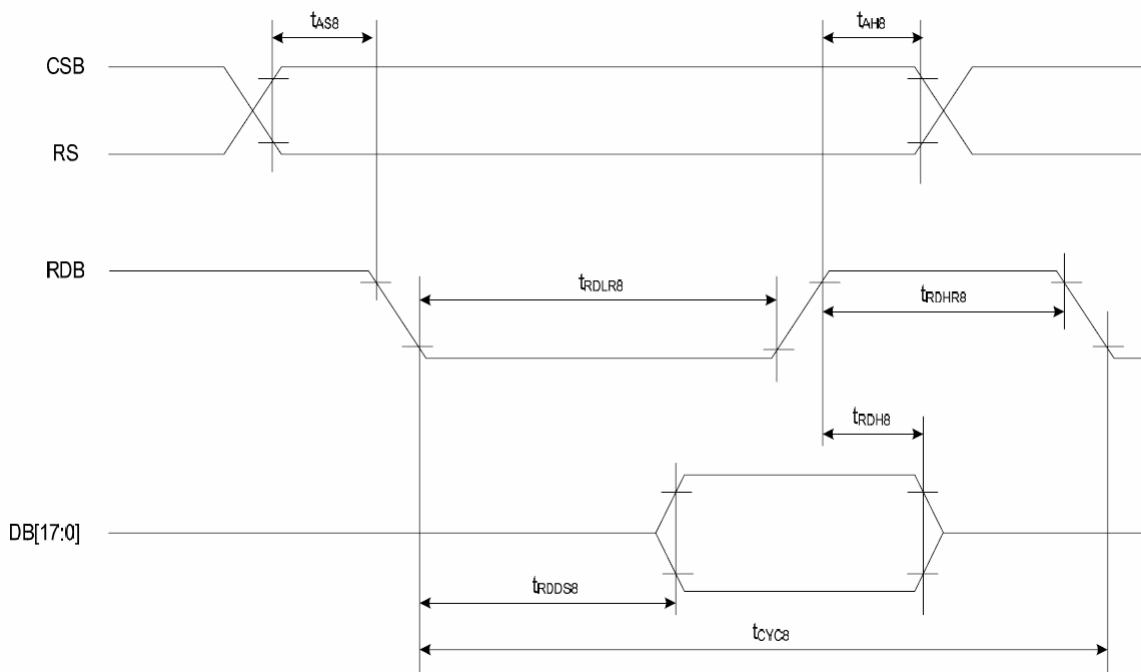 tAS8
tAH8
CSB
RS
RDB
tRDLR8
tRDHR8
tRDH8
DB[17:0]
tRDDS8
tCYC8